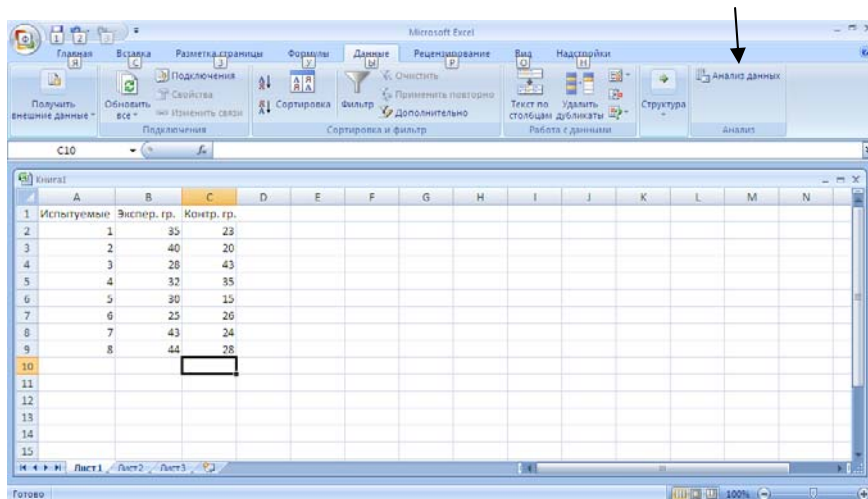 Microsoft Excel
1 2 3
Главная Вставка Разметка страницы Формулы Данные Рецензирование Вид Надстройки
Я С З У Ы Р О Н
Получить внешние данные
Обновить все
Подключения
Свойства
Изменить связи
Подключения
Сортировка
Фильтр
Очистить
Применить повторно
Дополнительно
Сортировка и фильтр
Текст по столбцам
Удалить дубликаты
Работа с данными
Структура
Анализ данных
Анализ
C10 fx
Книга1
A B C D E F G H I J K L M N
1 Испытуемые Экспер. гр. Контр. гр.
2 1 35 23
3 2 40 20
4 3 28 43
5 4 32 35
6 5 30 15
7 6 25 26
8 7 43 24
9 8 44 28
10
11
12
13
14
15
Лист1 Лист2 Лист3
Готово 100%